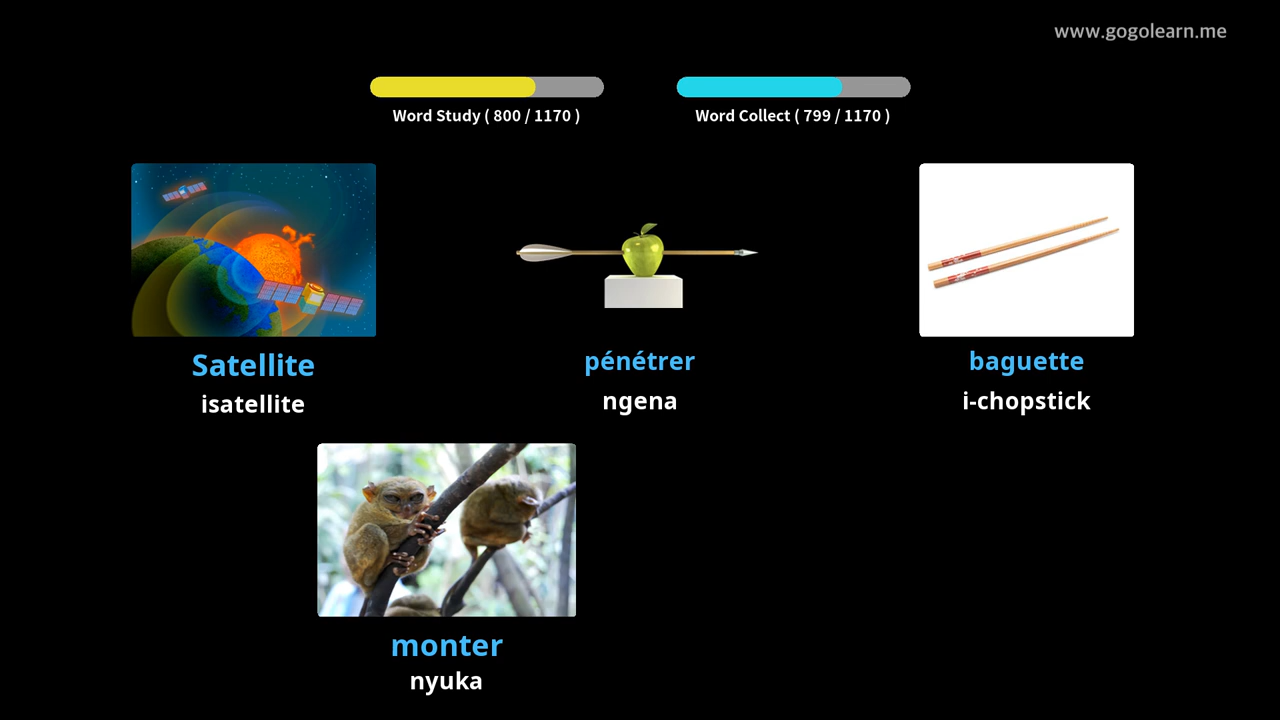 www.gogolearn.me
Word Study ( 800 / 1170 )
Word Collect ( 799 / 1170 )
Satellite
isatellite
pénétrer
ngena
baguette
i-chopstick
monter
nyuka